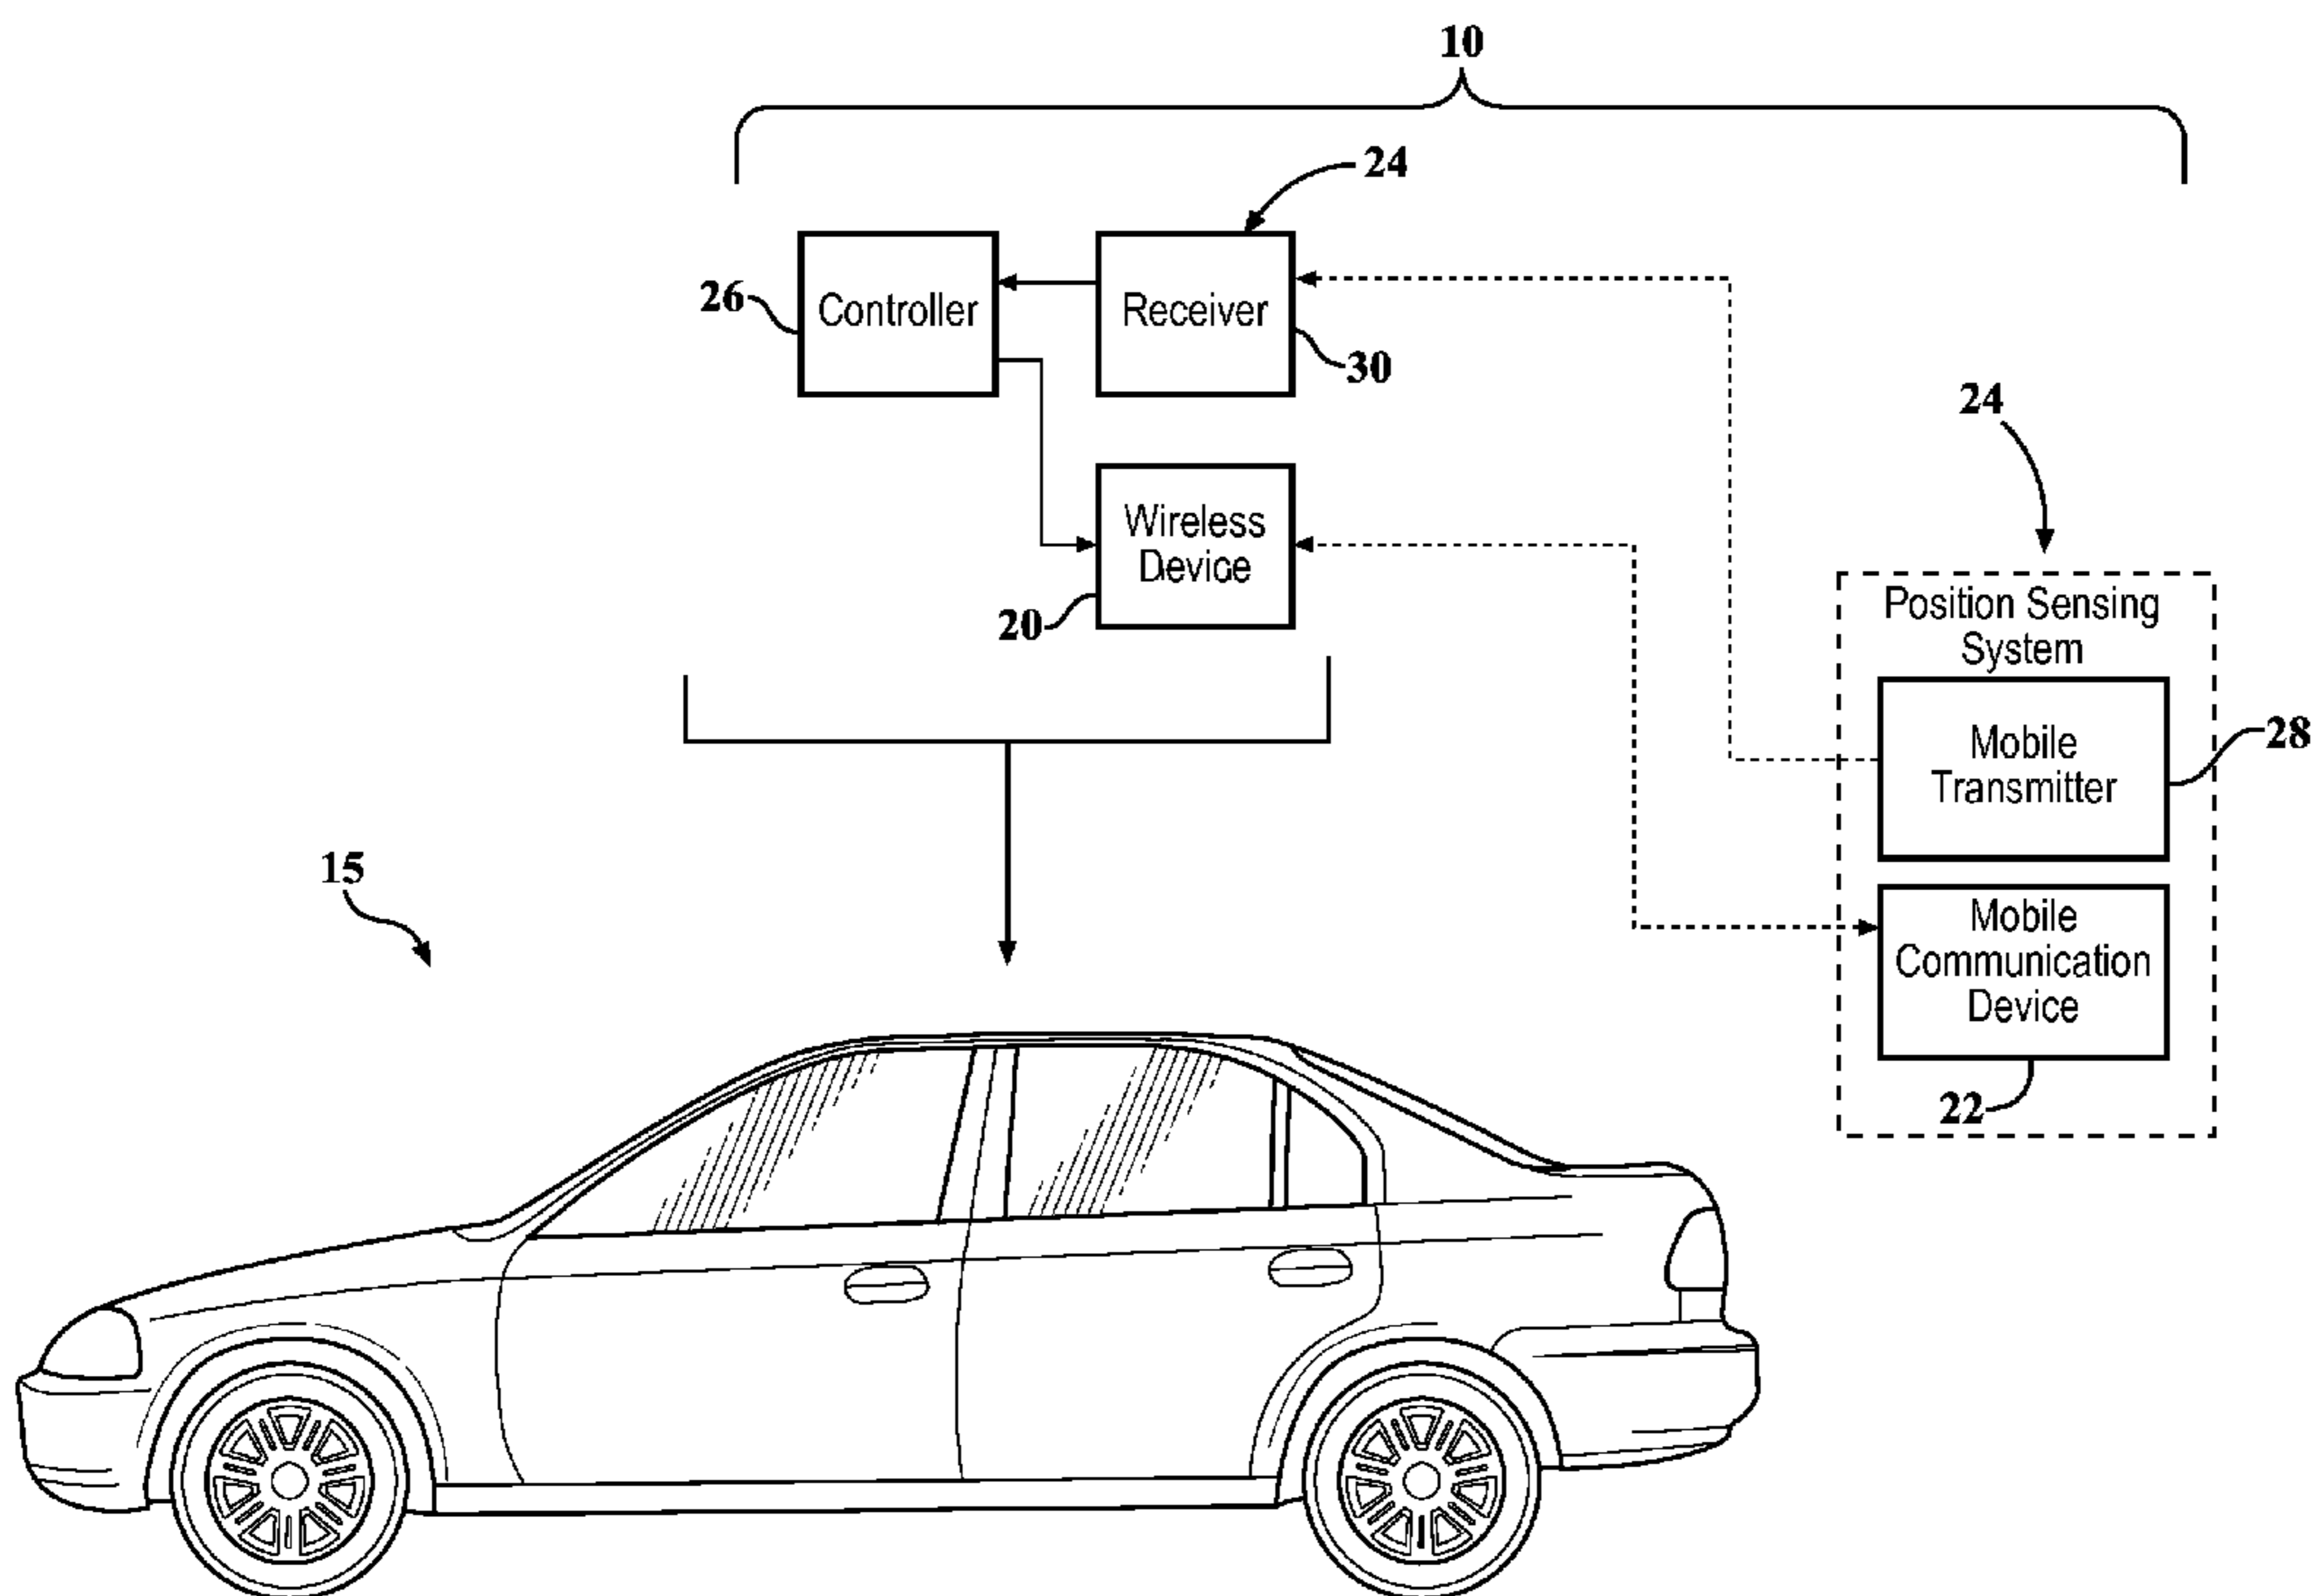 10
24
Controller
Receiver
26
30
24
Wireless
Device
20
Position Sensing
System
Mobile
Transmitter
28
15
Mobile
Communication
Device
22